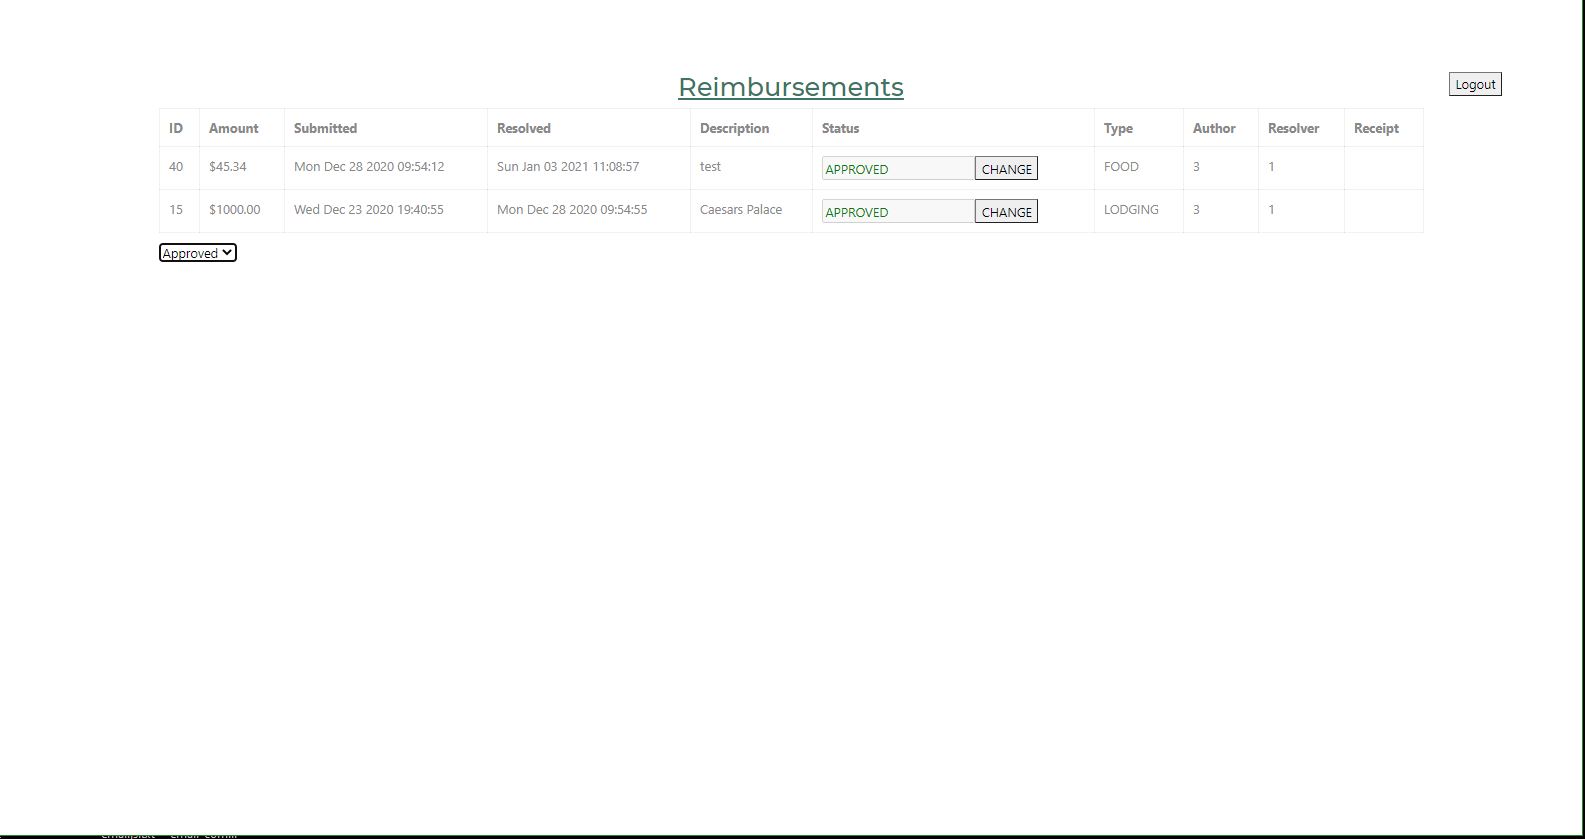 Reimbursements
Logout
ID Amount Submitted Resolved Description Status Type Author Resolver Receipt
40 $45.34 Mon Dec 28 2020 09:54:12 Sun Jan 03 2021 11:08:57 test APPROVED CHANGE FOOD 3 1
15 $1000.00 Wed Dec 23 2020 19:40:55 Mon Dec 28 2020 09:54:55 Caesars Palace APPROVED CHANGE LODGING 3 1
Approved